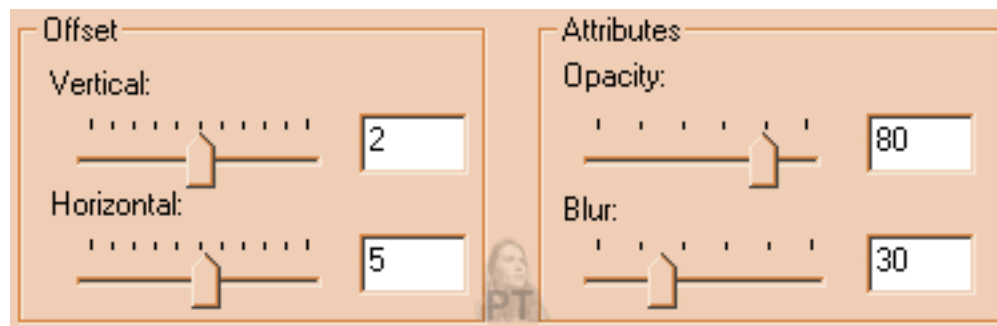 Offset
Vertical:
2
Horizontal:
5
Attributes
Opacity:
80
Blur:
30
PT